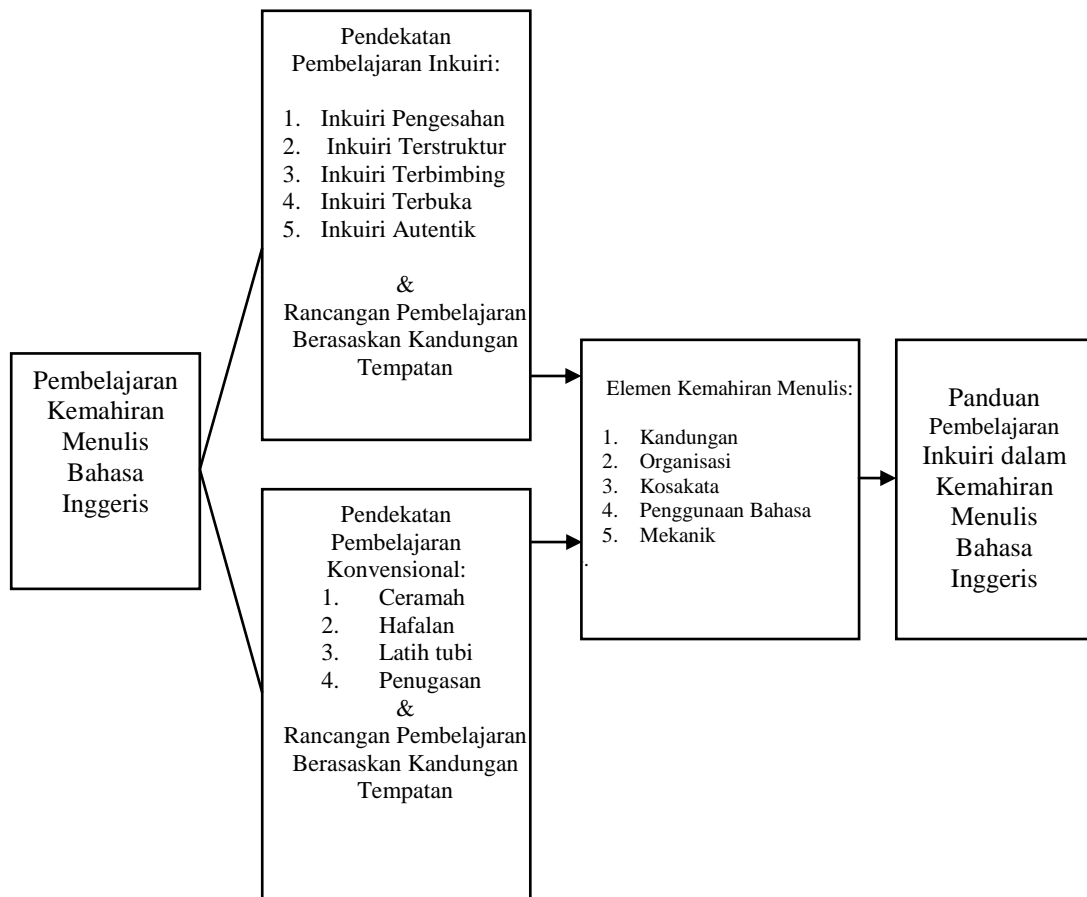 Pembelajaran
Kemahiran
Menulis
Bahasa
Inggeris
Pendekatan
Pembelajaran Inkuiri:
1. Inkuiri Pengesahan
2. Inkuiri Terstruktur
3. Inkuiri Terbimbing
4. Inkuiri Terbuka
5. Inkuiri Autentik
&
Rancangan Pembelajaran
Berasaskan Kandungan
Tempatan
Pendekatan
Pembelajaran
Konvensional:
1. Ceramah
2. Hafalan
3. Latih tubi
4. Penugasan
&
Rancangan Pembelajaran
Berasaskan Kandungan
Tempatan
Elemen Kemahiran Menulis:
1. Kandungan
2. Organisasi
3. Kosakata
4. Penggunaan Bahasa
5. Mekanik
.
Panduan
Pembelajaran
Inkuiri dalam
Kemahiran
Menulis
Bahasa
Inggeris